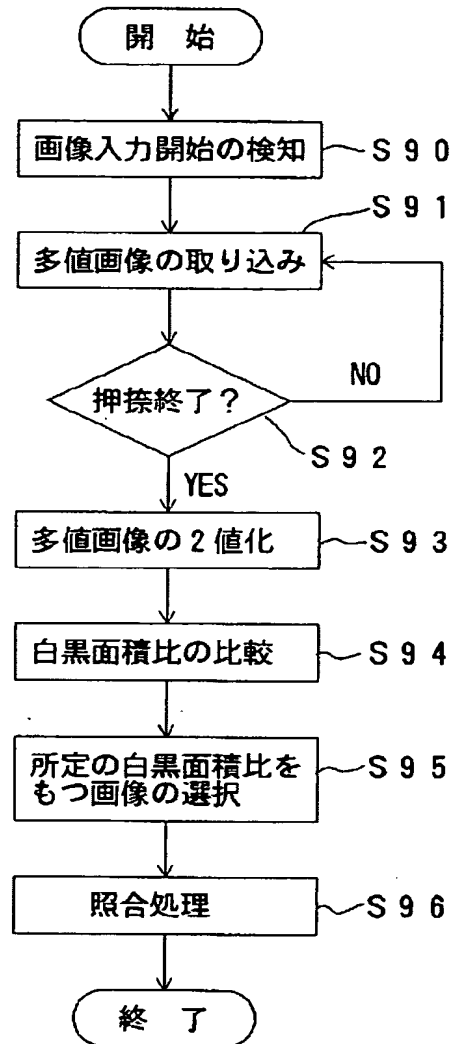 開 始
画像入力開始の検知
S90
S91
多値画像の取り込み
押捺終了?
NO
S92
YES
多値画像の2値化
S93
白黒面積比の比較
S94
所定の白黒面積比を
もつ画像の選択
S95
照合処理
S96
終 了